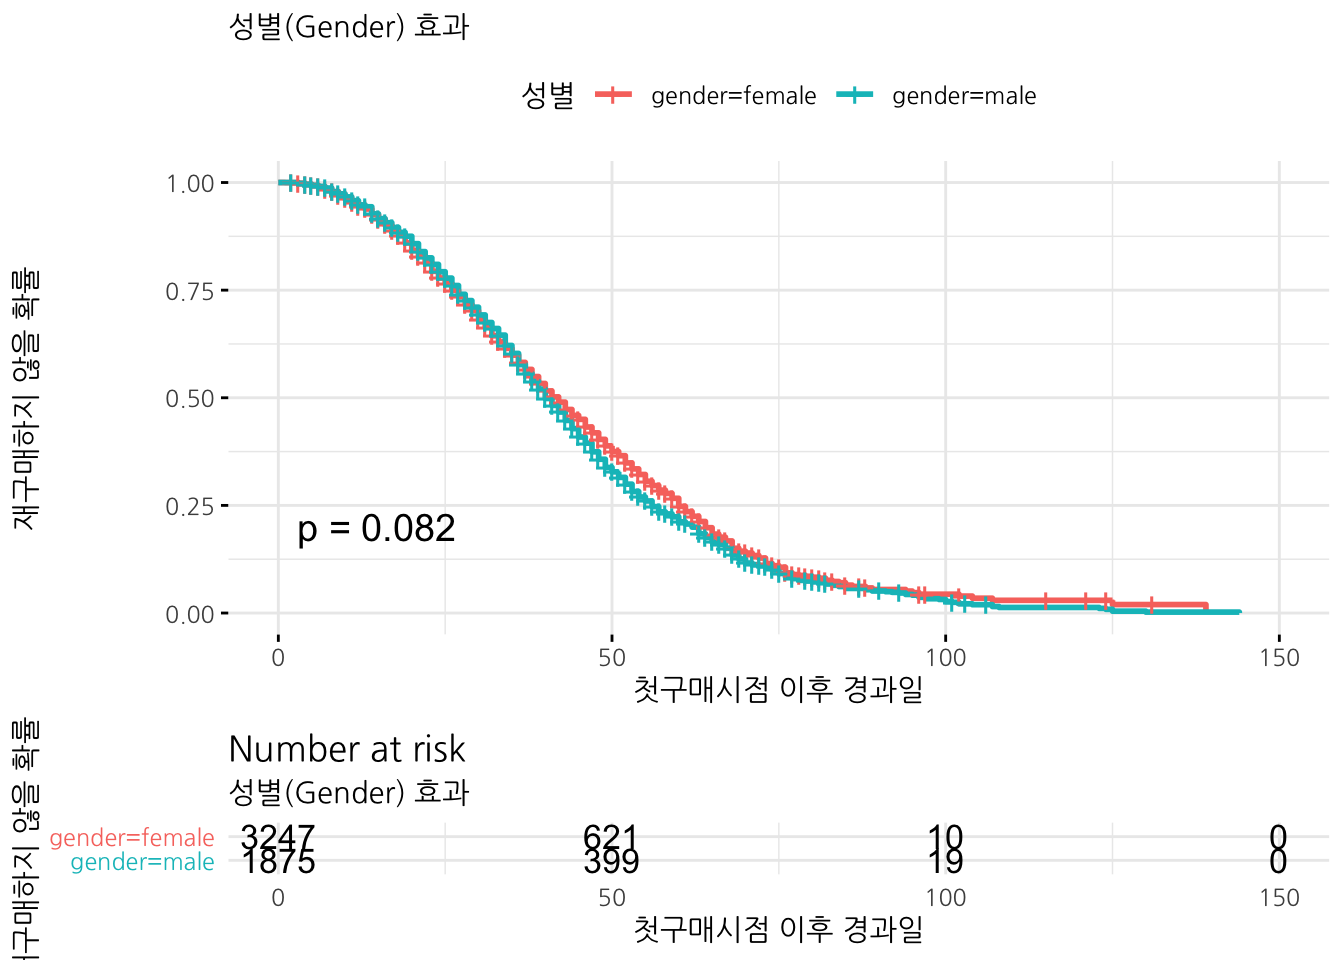 성별(Gender) 효과
성별 gender=female gender=male
재구매하지 않을 확률
1.00
0.75
0.50
0.25
0.00
p = 0.082
0 50 100 150
첫구매시점 이후 경과일
Number at risk
성별(Gender) 효과
gender=female 3247 621 10 0
gender=male 1875 399 19 0
0 50 100 150
첫구매시점 이후 경과일
구매하지 않을 확률